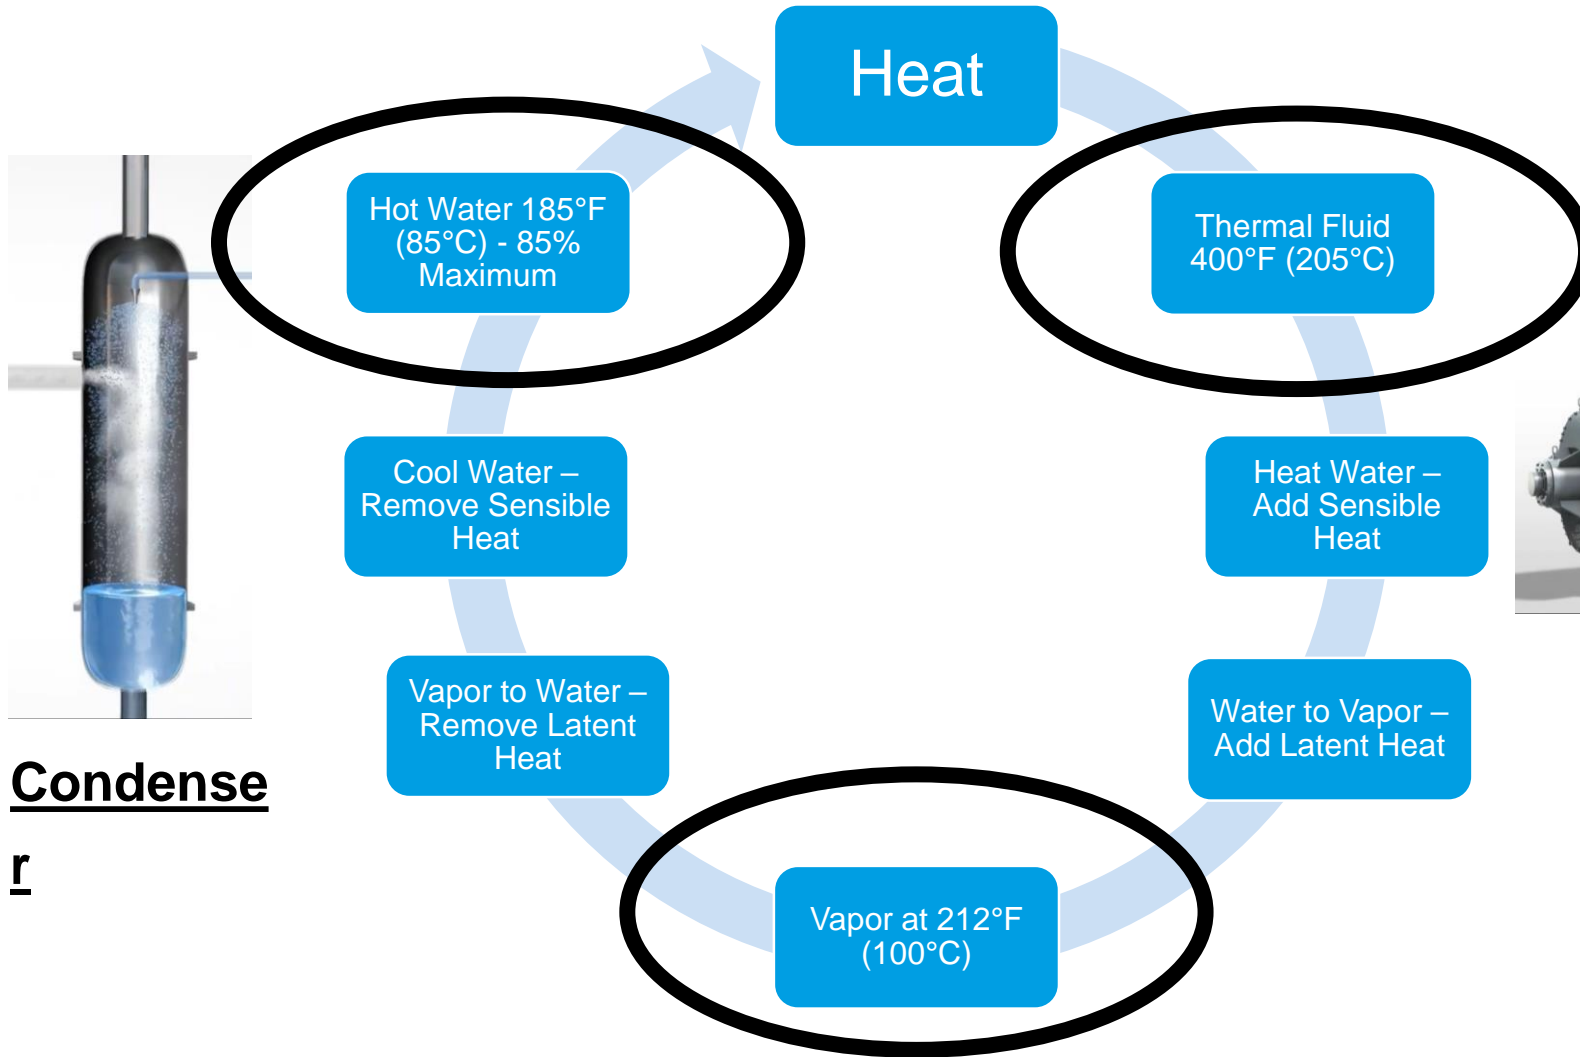 Heat
Hot Water 185°F
(85°C) - 85%
Maximum
Thermal Fluid
400°F (205°C)
Cool Water –
Remove Sensible
Heat
Heat Water –
Add Sensible
Heat
Vapor to Water –
Remove Latent
Heat
Water to Vapor –
Add Latent Heat
Condense
r
Vapor at 212°F
(100°C)